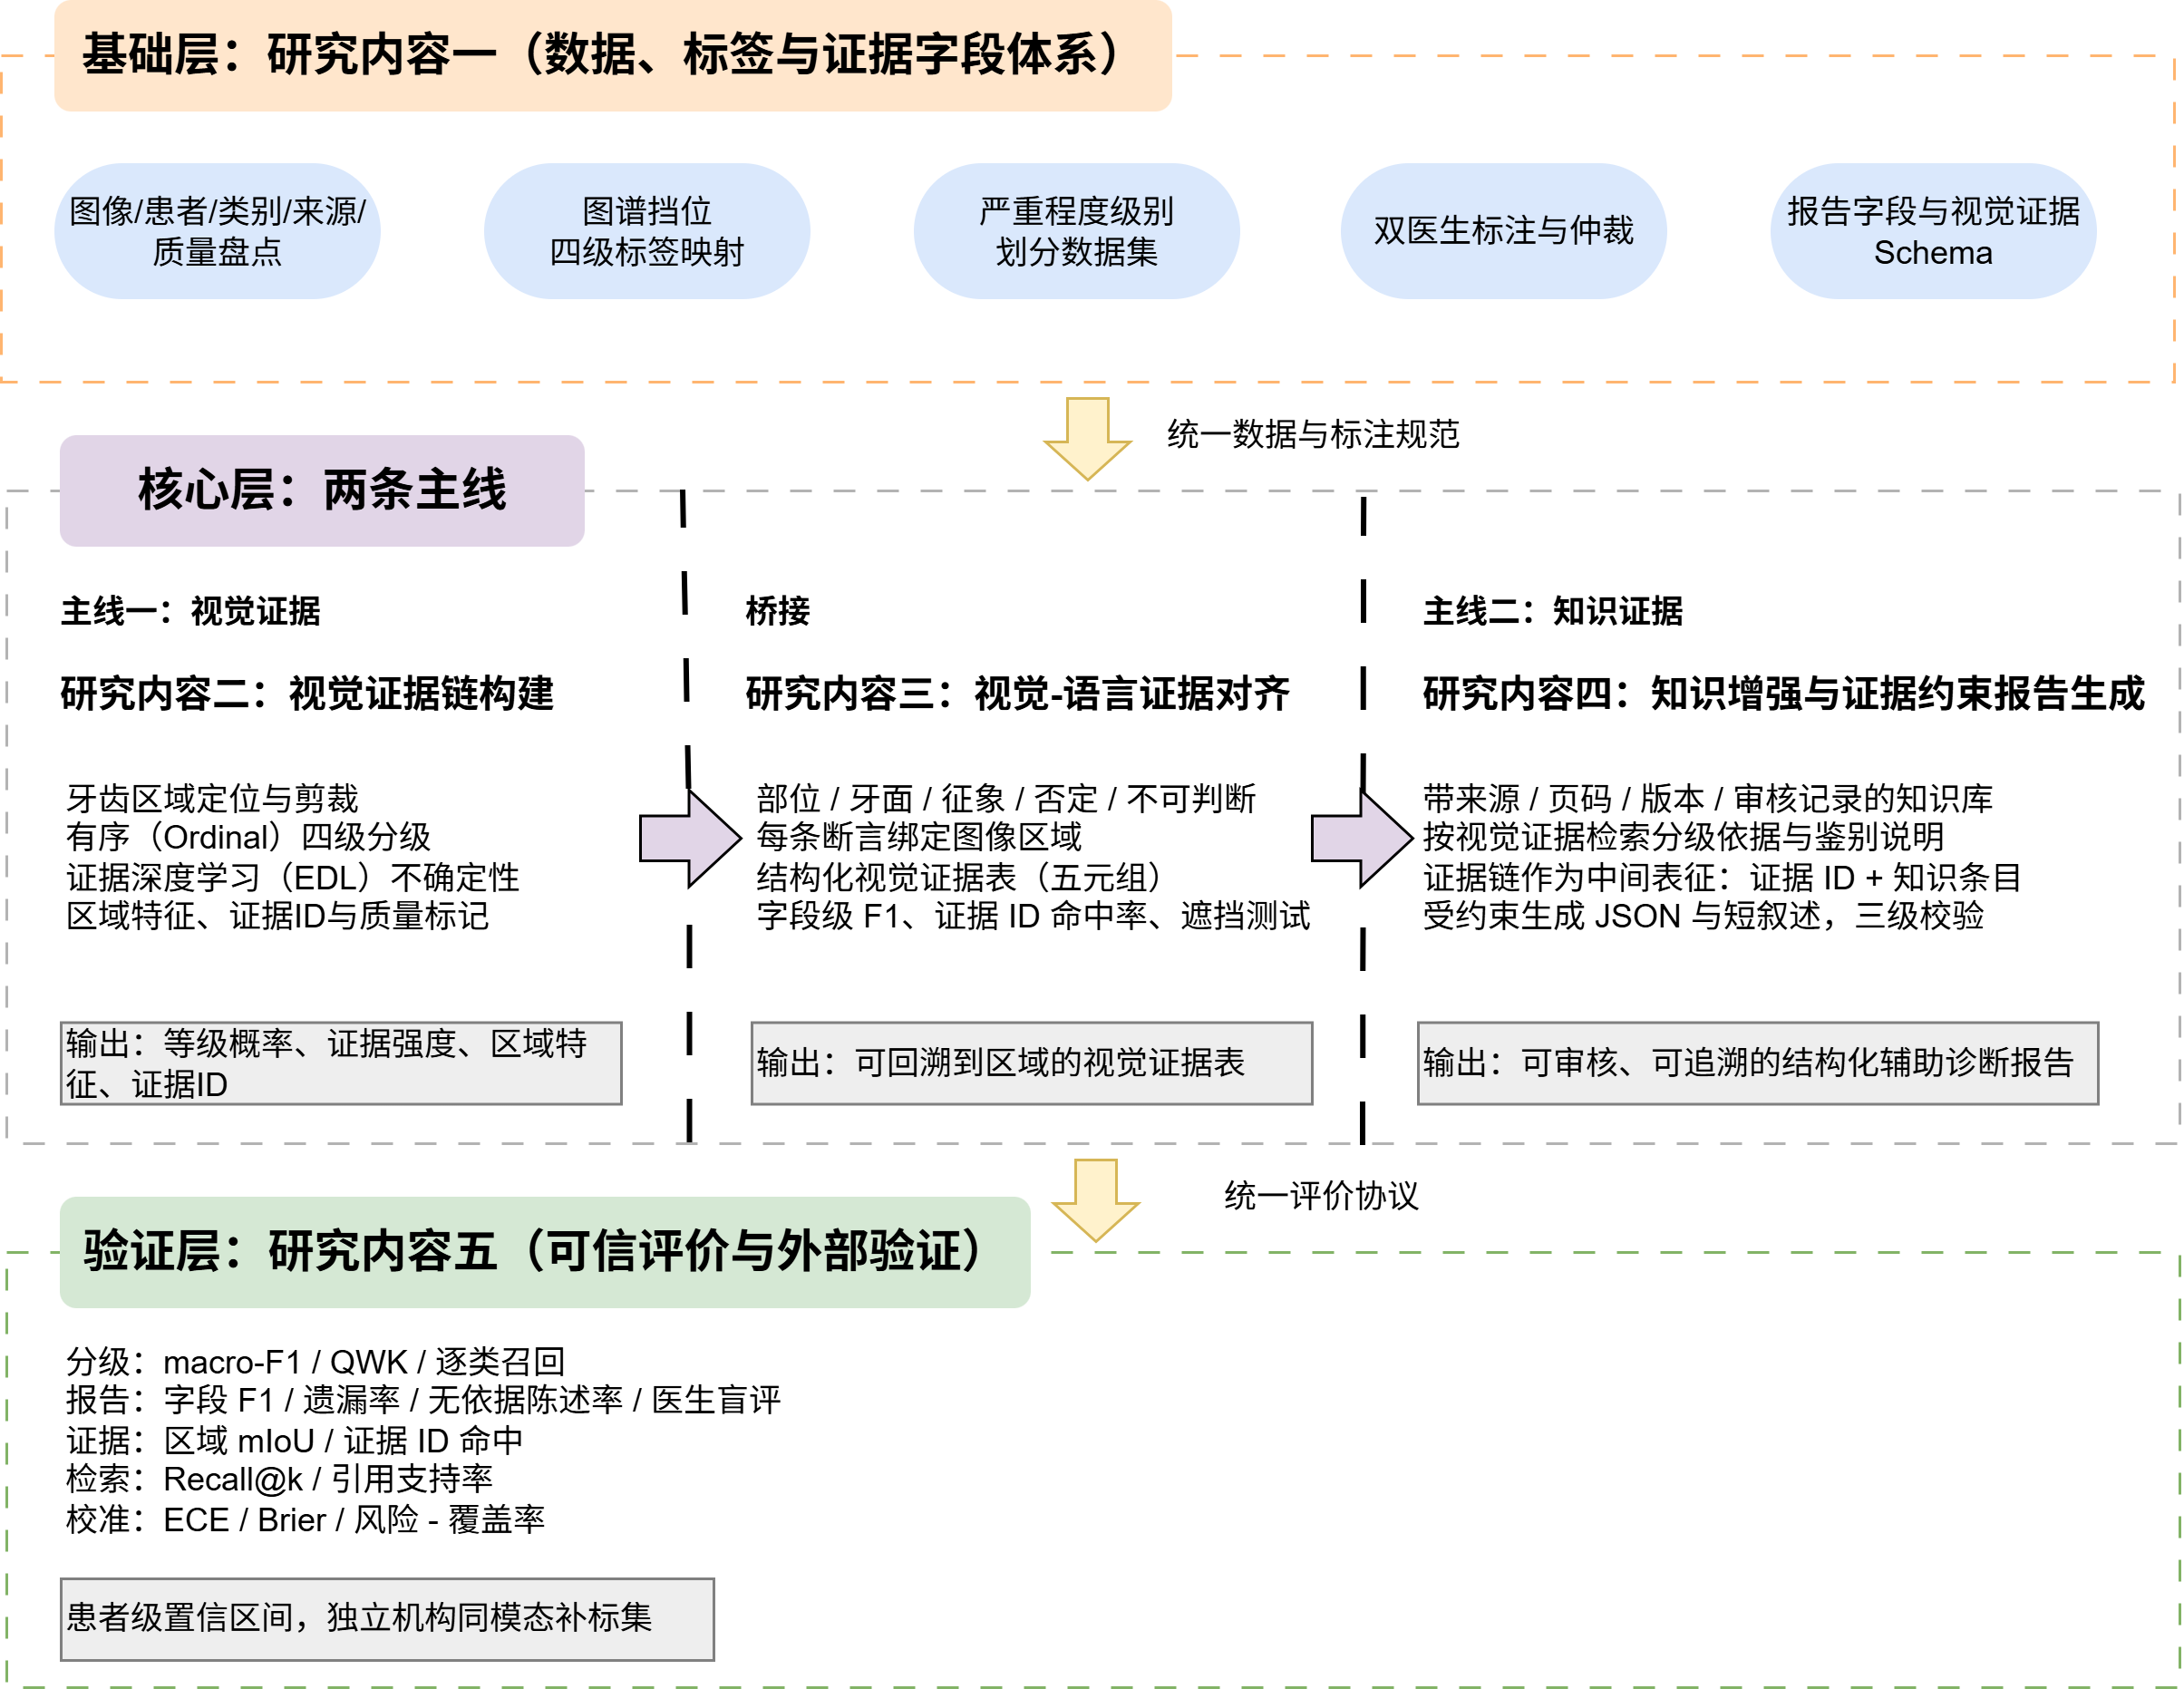 基础层：研究内容一（数据、标签与证据字段体系）
图像/患者/类别/来源/
质量盘点
图谱挡位
四级标签映射
严重程度级别
划分数据集
双医生标注与仲裁
报告字段与视觉证据
Schema
统一数据与标注规范
核心层：两条主线
主线一：视觉证据
研究内容二：视觉证据链构建
牙齿区域定位与剪裁
有序（Ordinal）四级分级
证据深度学习（EDL）不确定性
区域特征、证据ID与质量标记
输出：等级概率、证据强度、区域特
征、证据ID
桥接
研究内容三：视觉-语言证据对齐
部位 / 牙面 / 征象 / 否定 / 不可判断
每条断言绑定图像区域
结构化视觉证据表（五元组）
字段级 F1、证据 ID 命中率、遮挡测试
输出：可回溯到区域的视觉证据表
主线二：知识证据
研究内容四：知识增强与证据约束报告生成
带来源 / 页码 / 版本 / 审核记录的知识库
按视觉证据检索分级依据与鉴别说明
证据链作为中间表征：证据 ID + 知识条目
受约束生成 JSON 与短叙述，三级校验
输出：可审核、可追溯的结构化辅助诊断报告
统一评价协议
验证层：研究内容五（可信评价与外部验证）
分级：macro-F1 / QWK / 逐类召回
报告：字段 F1 / 遗漏率 / 无依据陈述率 / 医生盲评
证据：区域 mIoU / 证据 ID 命中
检索：Recall@k / 引用支持率
校准：ECE / Brier / 风险 - 覆盖率
患者级置信区间，独立机构同模态补标集